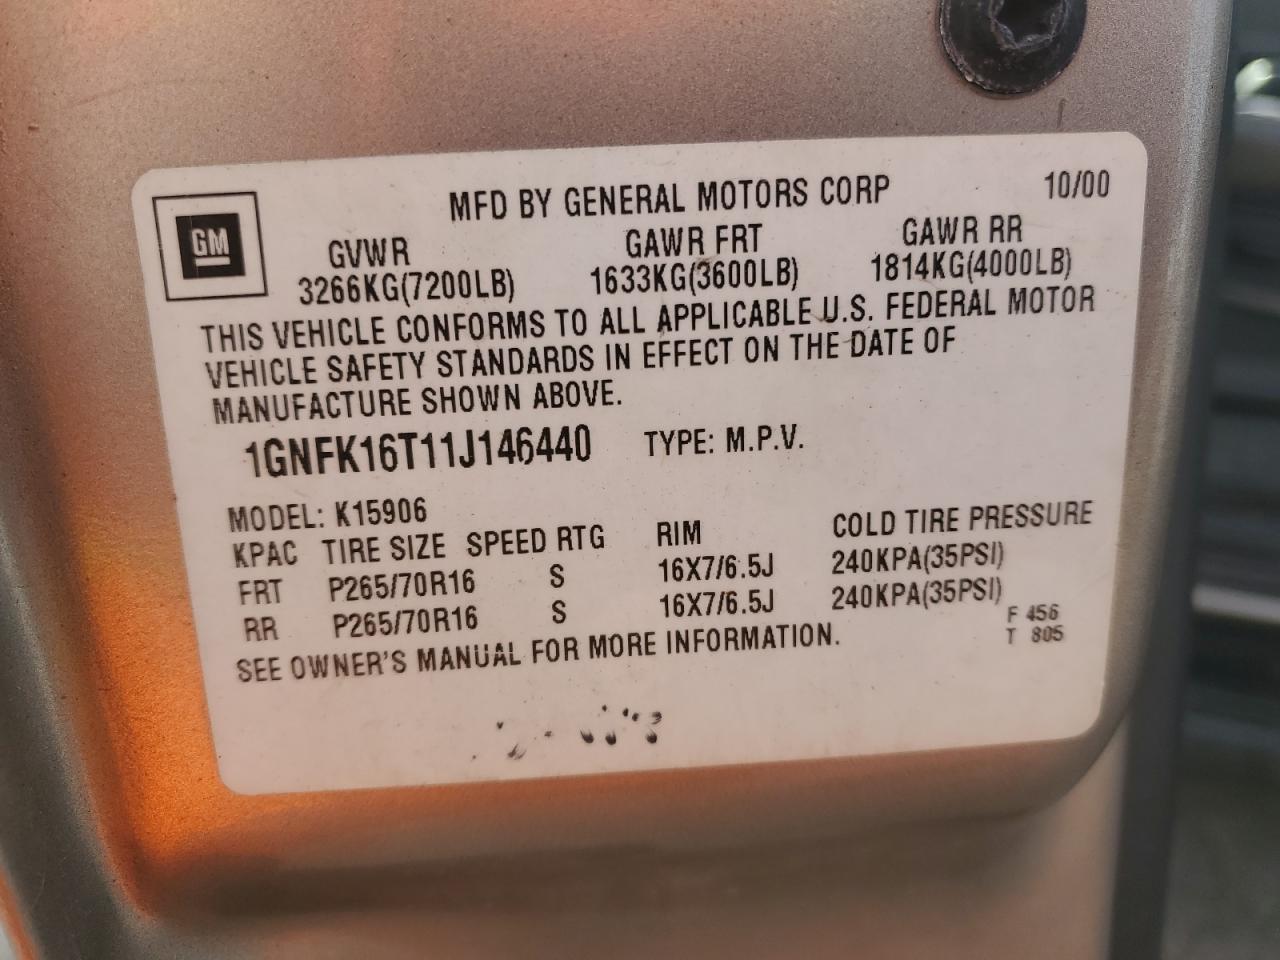 MFD BY GENERAL MOTORS CORP 10/00
GM
GVWR GAWR FRT GAWR RR
3266KG(7200LB) 1633KG(3600LB) 1814KG(4000LB)
THIS VEHICLE CONFORMS TO ALL APPLICABLE U.S. FEDERAL MOTOR
VEHICLE SAFETY STANDARDS IN EFFECT ON THE DATE OF
MANUFACTURE SHOWN ABOVE.
1GNFK16T11J146440 TYPE: M.P.V.
MODEL: K15906
KPAC TIRE SIZE SPEED RTG RIM COLD TIRE PRESSURE
FRT P265/70R16 S 16X7/6.5J 240KPA(35PSI)
RR P265/70R16 S 16X7/6.5J 240KPA(35PSI)
SEE OWNER'S MANUAL FOR MORE INFORMATION.
F 456
T 805